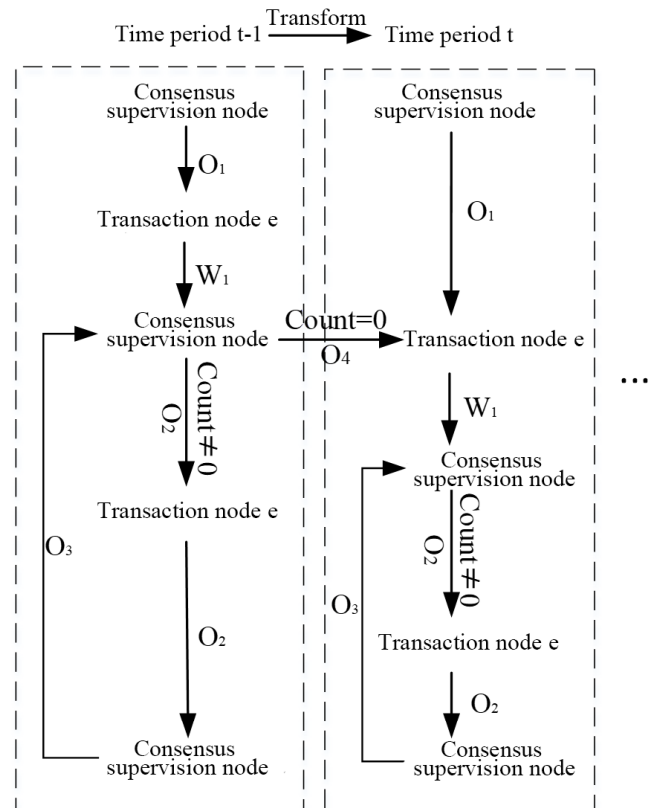 Transform
Time period t-1
Time period t
Consensus
supervision node
O₁
Transaction node e
W₁
Consensus
supervision node
Count=0
O₄
Count≠0
O₂
Transaction node e
O₃
O₂
Consensus
supervision node
Consensus
supervision node
O₁
Transaction node e
W₁
Consensus
supervision node
Count≠0
O₂
O₃
Transaction node e
O₂
Consensus
supervision node
...